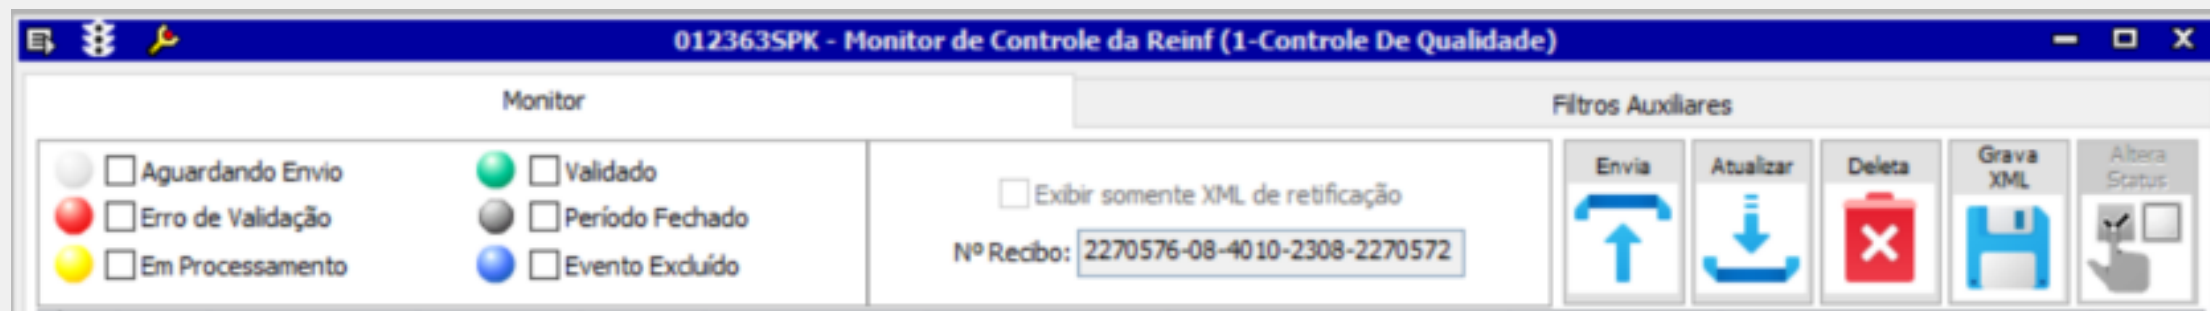 012363SPK - Monitor de Controle da Reinf (1-Controle De Qualidade)
Monitor
Filtros Auxiliares
Aguardando Envio
Validado
Erro de Validação
Período Fechado
Em Processamento
Evento Excluído
Exibir somente XML de retificação
Nº Recibo: 2270576-08-4010-2308-2270572
Envia
Atualizar
Deleta
Grava
XML
Altera
Status